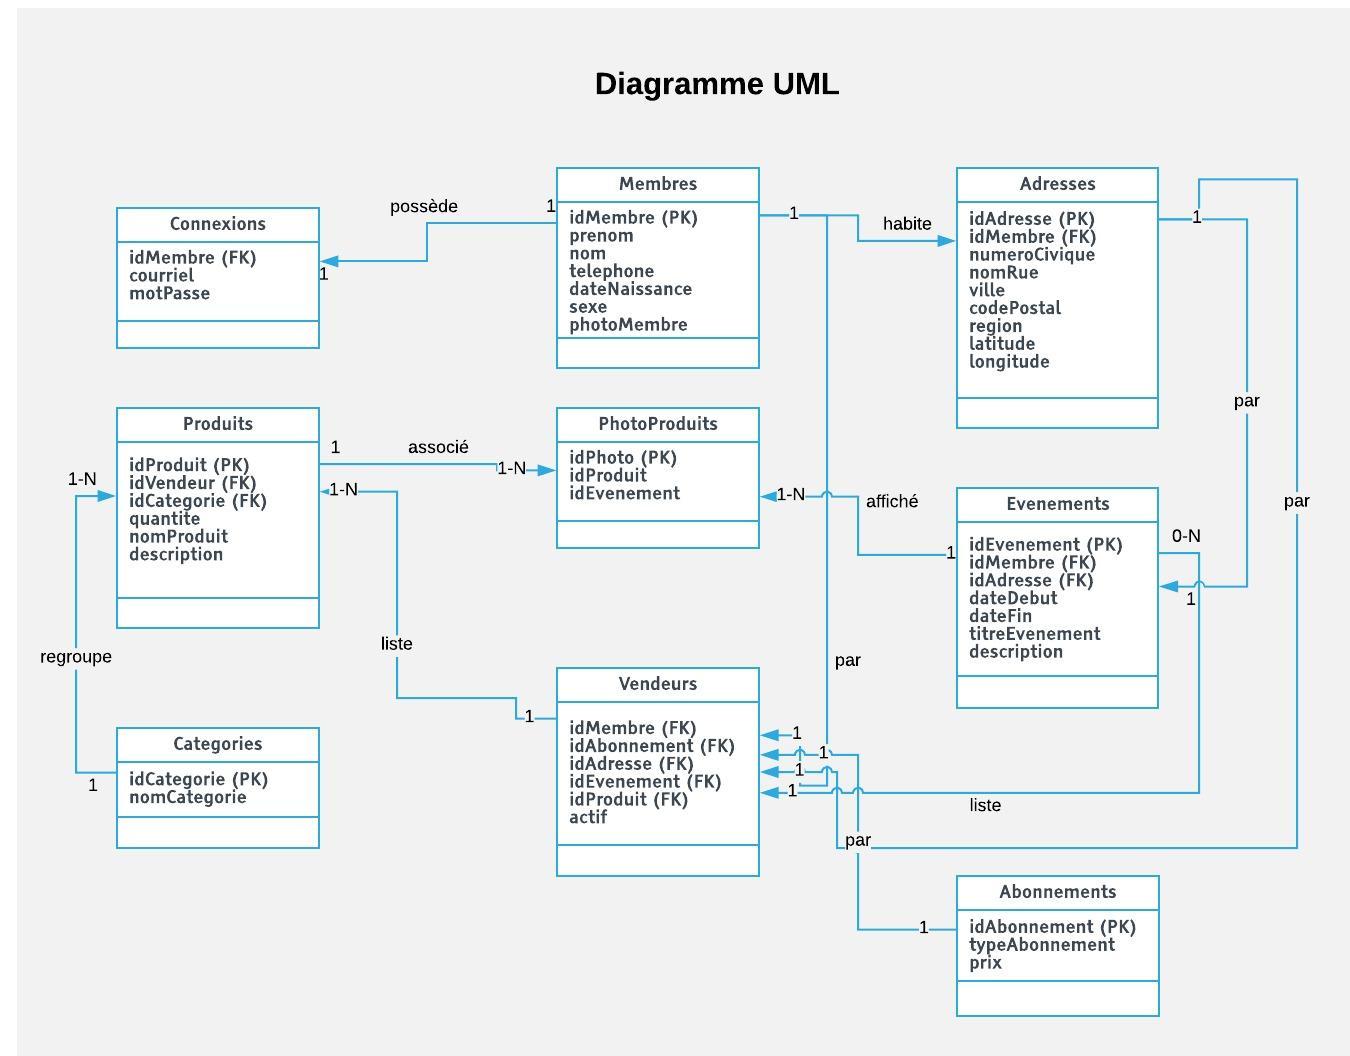 Diagramme UML
Connexions
idMembre (FK)
courriel
motPasse
possède
1
1
Membres
idMembre (PK)
prenom
nom
telephone
dateNaissance
sexe
photoMembre
1
habite
Adresses
idAdresse (PK)
idMembre (FK)
numeroCivique
nomRue
ville
codePostal
region
latitude
longitude
1
par
par
Produits
idProduit (PK)
idVendeur (FK)
idCategorie (FK)
quantite
nomProduit
description
1
associé
1-N
1-N
1-N
PhotoProduits
idPhoto (PK)
idProduit
idEvenement
1-N
affiché
1
Evenements
idEvenement (PK)
idMembre (FK)
idAdresse (FK)
dateDebut
dateFin
titreEvenement
description
0-N
1
regroupe
liste
par
1
Categories
idCategorie (PK)
nomCategorie
1
Vendeurs
idMembre (FK)
idAbonnement (FK)
idAdresse (FK)
idEvenement (FK)
idProduit (FK)
actif
1
1
1
1
liste
par
1
Abonnements
idAbonnement (PK)
typeAbonnement
prix